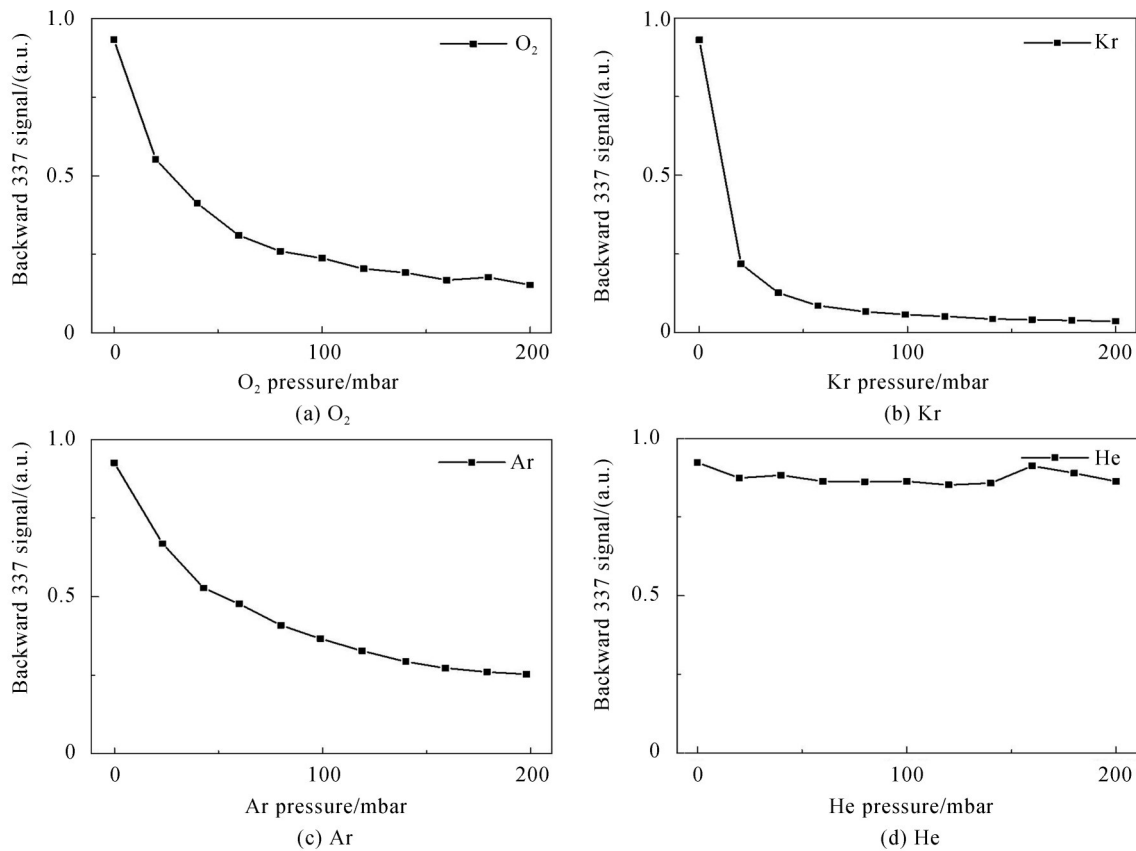 1.0
O₂
Backward 337 signal/(a.u.)
0.5
0
0
100
200
O₂ pressure/mbar
(a) O₂
1.0
Kr
Backward 337 signal/(a.u.)
0.5
0
0
100
200
Kr pressure/mbar
(b) Kr
1.0
Ar
Backward 337 signal/(a.u.)
0.5
0
0
100
200
Ar pressure/mbar
(c) Ar
1.0
He
Backward 337 signal/(a.u.)
0.5
0
0
100
200
He pressure/mbar
(d) He